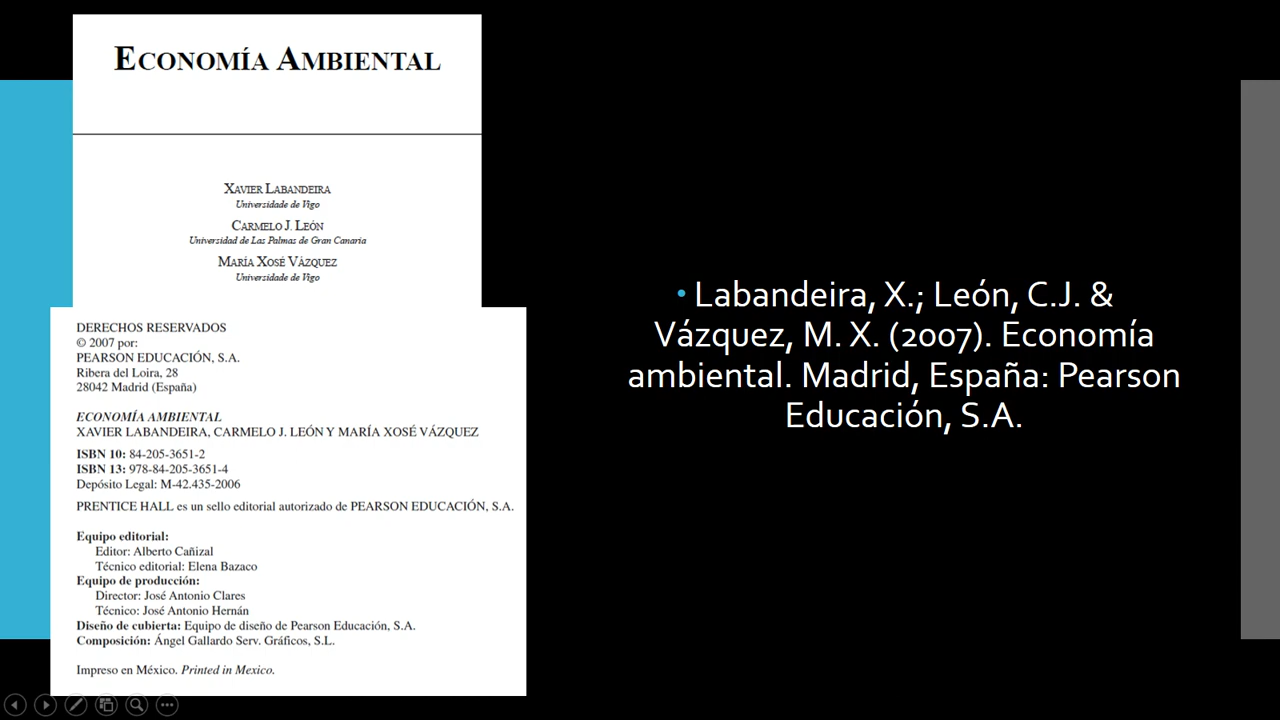 ECONOMÍA AMBIENTAL
XAVIER LABANDEIRA
Universidade de Vigo
CARMELO J. LEÓN
Universidad de Las Palmas de Gran Canaria
MARÍA XOSÉ VÁZQUEZ
Universidade de Vigo
DERECHOS RESERVADOS
© 2007 por:
PEARSON EDUCACIÓN, S.A.
Ribera del Loira, 28
28042 Madrid (España)
ECONOMÍA AMBIENTAL
XAVIER LABANDEIRA, CARMELO J. LEÓN Y MARÍA XOSÉ VÁZQUEZ
ISBN 10: 84-205-3651-2
ISBN 13: 978-84-205-3651-4
Depósito Legal: M-42.435-2006
PRENTICE HALL es un sello editorial autorizado de PEARSON EDUCACIÓN, S.A.
Equipo editorial:
Editor: Alberto Cañizal
Técnico editorial: Elena Bazaco
Equipo de producción:
Director: José Antonio Clares
Técnico: José Antonio Hernán
Diseño de cubierta: Equipo de diseño de Pearson Educación, S.A.
Composición: Ángel Gallardo Serv. Gráficos, S.L.
Impreso en México. Printed in Mexico.
• Labandeira, X.; León, C.J. &
Vázquez, M. X. (2007). Economía
ambiental. Madrid, España: Pearson
Educación, S.A.